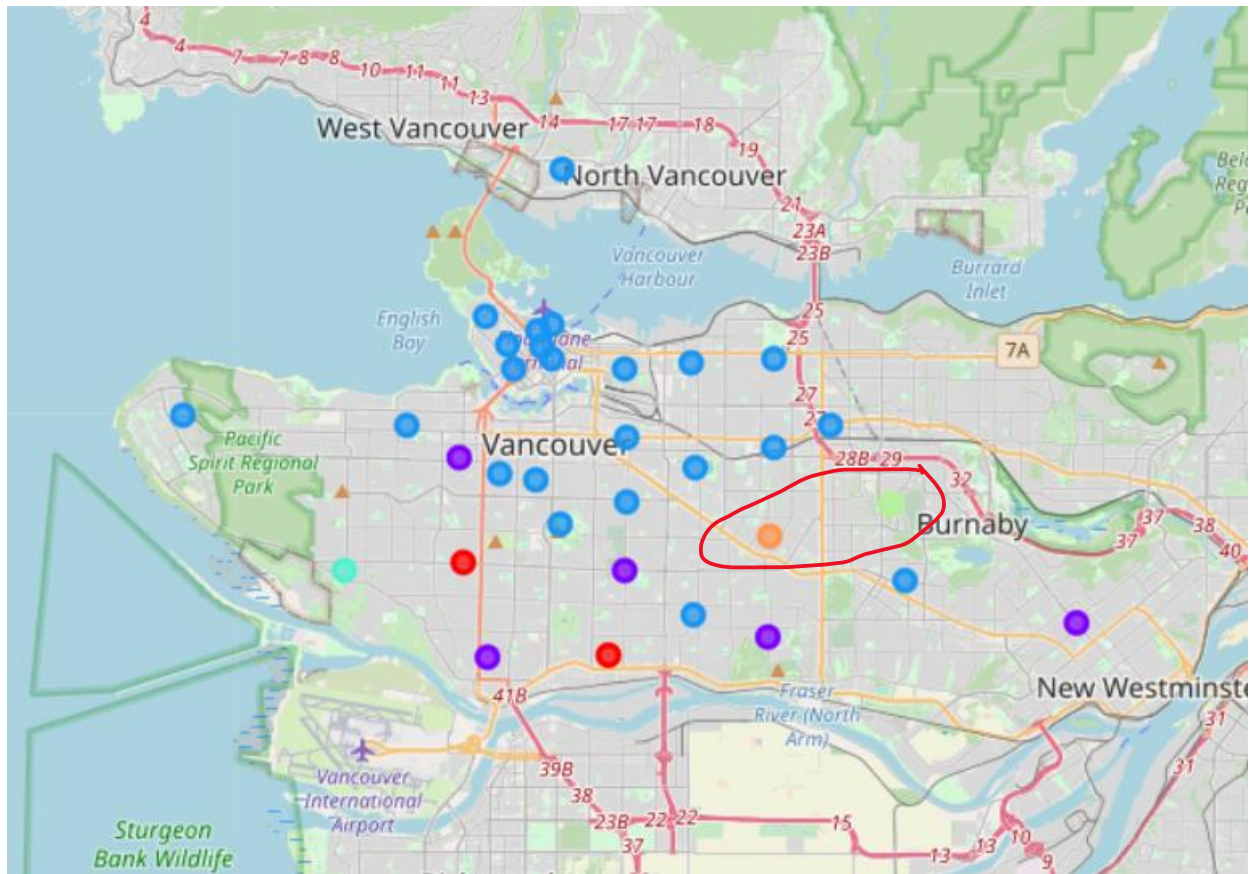 4
4
7
7
8
8
10
11
11
13
14
17
17
18
19
West Vancouver
North Vancouver
21
23A
23B
Vancouver
Harbour
Burrard
Inlet
English
Bay
25
25
7A
27
27
Vancouver
Pacific
Spirit Regional
Park
28B
29
32
Burnaby
37
37
38
40
41B
Fraser
River (North
Arm)
New Westminste
31
39B
Vancouver
International
Airport
38
23B
22
22
15
31
37
13
13
10
9
Sturgeon
Bank Wildlife